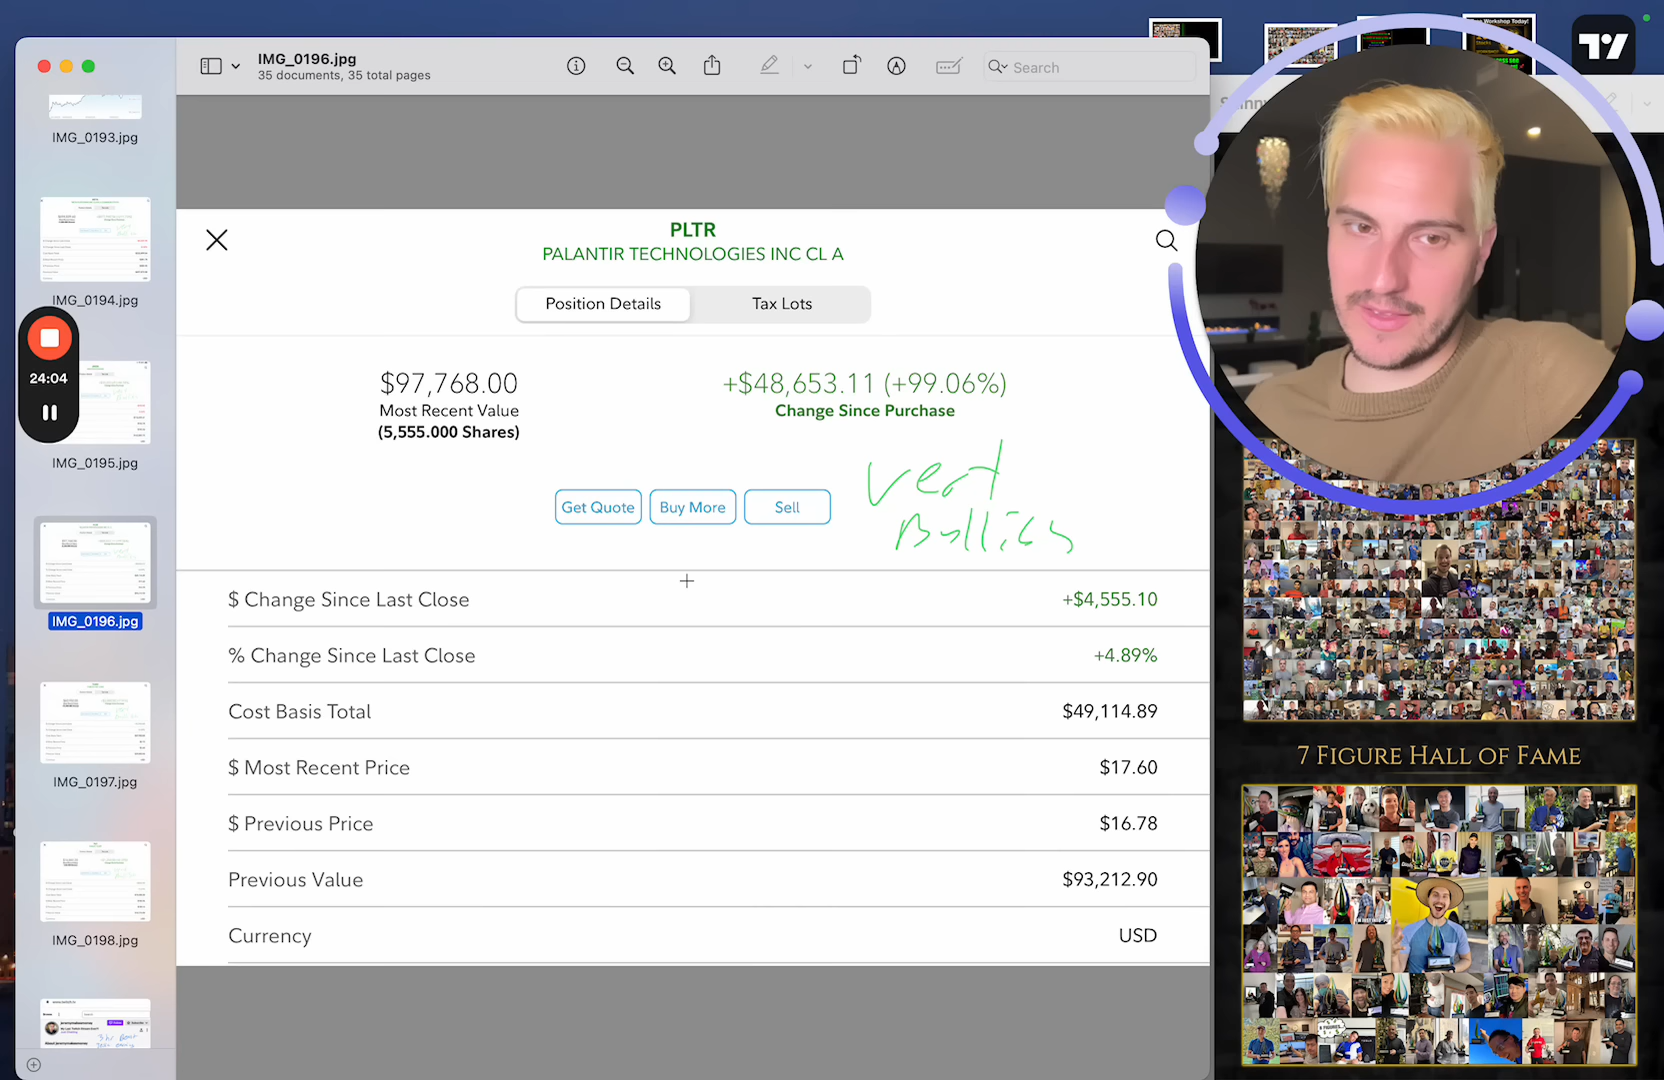 IMG_0196.jpg
35 documents, 35 total pages
Search
IMG_0193.jpg
IMG_0194.jpg
24:04
IMG_0195.jpg
IMG_0196.jpg
IMG_0197.jpg
IMG_0198.jpg
PLTR
PALANTIR TECHNOLOGIES INC CL A
Position Details
Tax Lots
$97,768.00
Most Recent Value
(5,555.000 Shares)
+$48,653.11 (+99.06%)
Change Since Purchase
Get Quote
Buy More
Sell
$ Change Since Last Close
+$4,555.10
% Change Since Last Close
+4.89%
Cost Basis Total
$49,114.89
$ Most Recent Price
$17.60
$ Previous Price
$16.78
Previous Value
$93,212.90
Currency
USD
7 Figure Hall of Fame